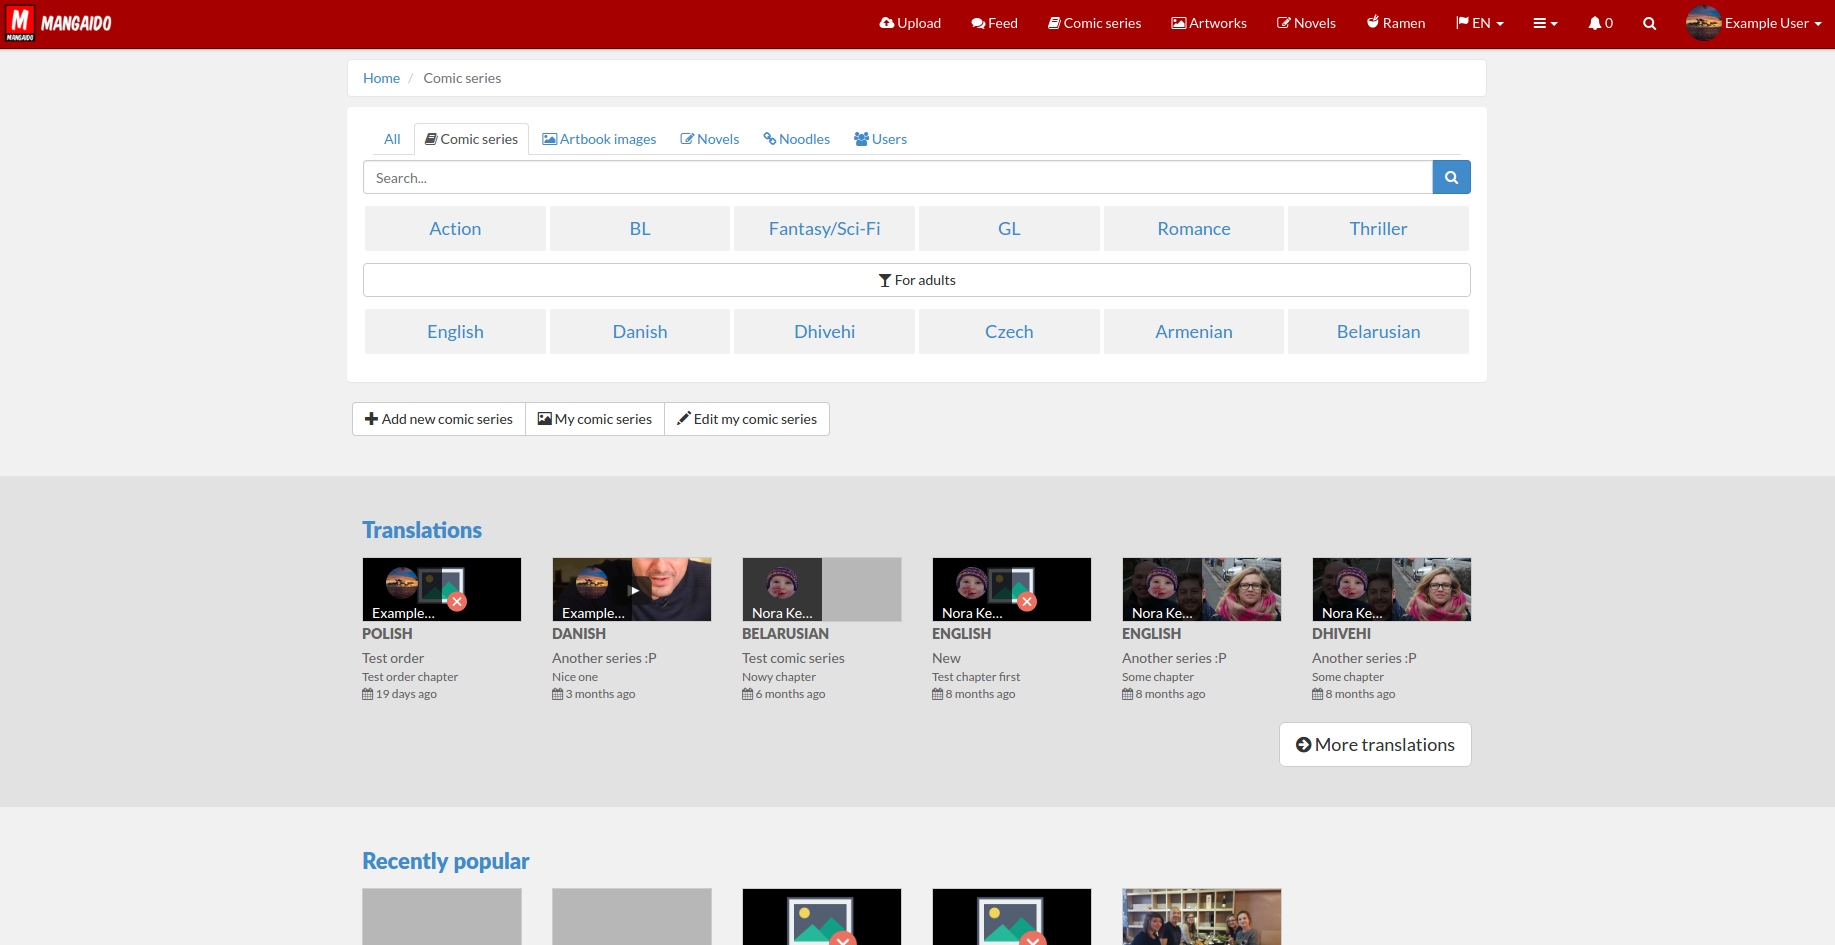 M
MANGAIDO
MANGAIDO
Upload
Feed
Comic series
Artworks
Novels
Ramen
EN
0
Example User
Home / Comic series
All
Comic series
Artbook images
Novels
Noodles
Users
Search...
Action
BL
Fantasy/Sci-Fi
GL
Romance
Thriller
For adults
English
Danish
Dhivehi
Czech
Armenian
Belarusian
Add new comic series
My comic series
Edit my comic series
Translations
Example...
POLISH
Test order
Test order chapter
19 days ago
Example...
DANISH
Another series :P
Nice one
3 months ago
Nora Ke...
BELARUSIAN
Test comic series
Nowy chapter
6 months ago
Nora Ke...
ENGLISH
New
Test chapter first
8 months ago
Nora Ke...
ENGLISH
Another series :P
Some chapter
8 months ago
Nora Ke...
DHIVEHI
Another series :P
Some chapter
8 months ago
More translations
Recently popular